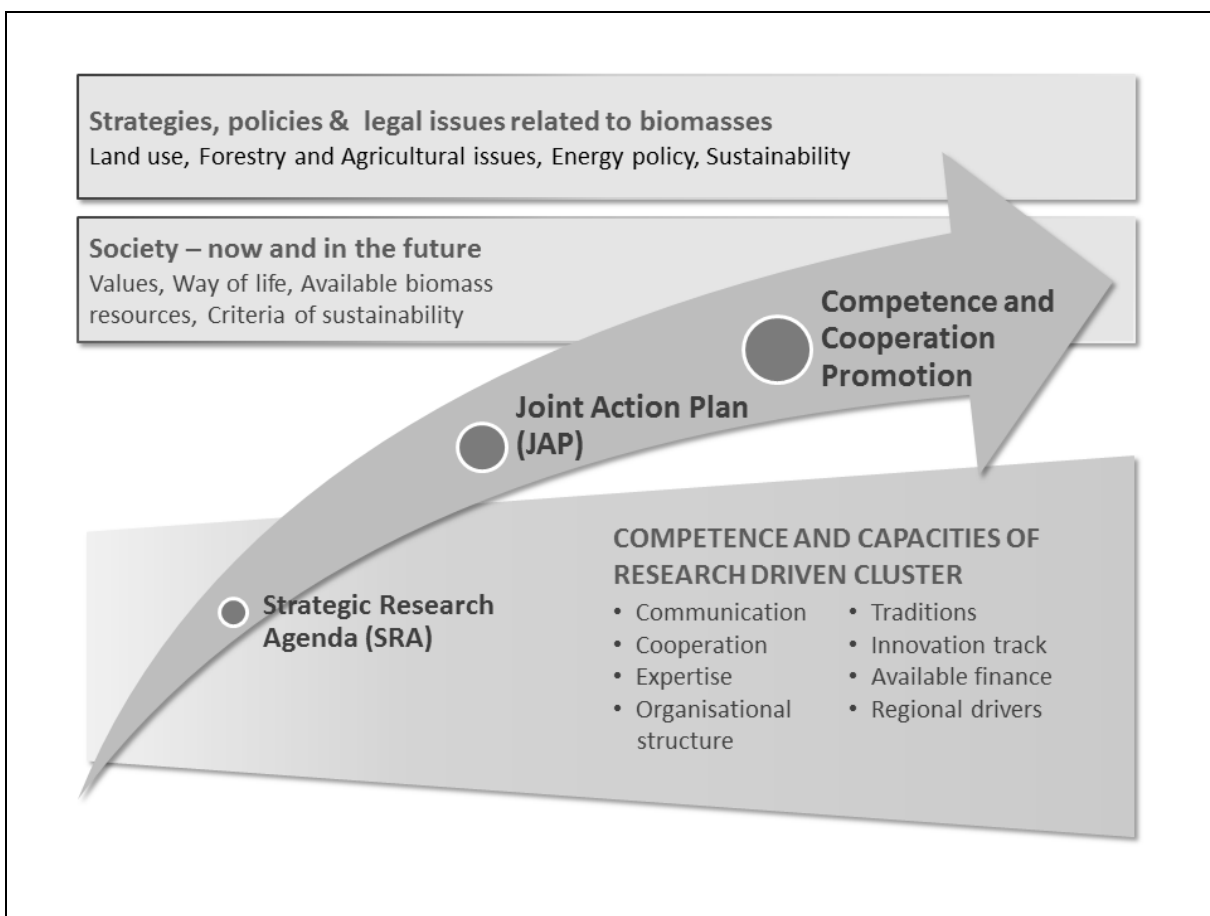 Strategies, policies & legal issues related to biomasses
Land use, Forestry and Agricultural issues, Energy policy, Sustainability
Society – now and in the future
Values, Way of life, Available biomass
resources, Criteria of sustainability
Competence and
Cooperation
Promotion
Joint Action Plan
(JAP)
Strategic Research
Agenda (SRA)
COMPETENCE AND CAPACITIES OF
RESEARCH DRIVEN CLUSTER
• Communication
• Cooperation
• Expertise
• Organisational
structure
• Traditions
• Innovation track
• Available finance
• Regional drivers